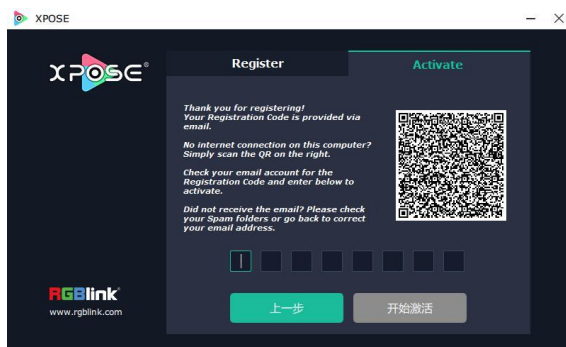 XPOSE
XPOSE®
Register
Activate
Thank you for registering!
Your Registration Code is provided via
email.
No internet connection on this computer?
Simply scan the QR on the right.
Check your email account for the
Registration Code and enter below to
activate.
Did not receive the email? Please check
your Spam folders or go back to correct
your email address.
上一步
开始激活
RGBlink®
www.rgblink.com